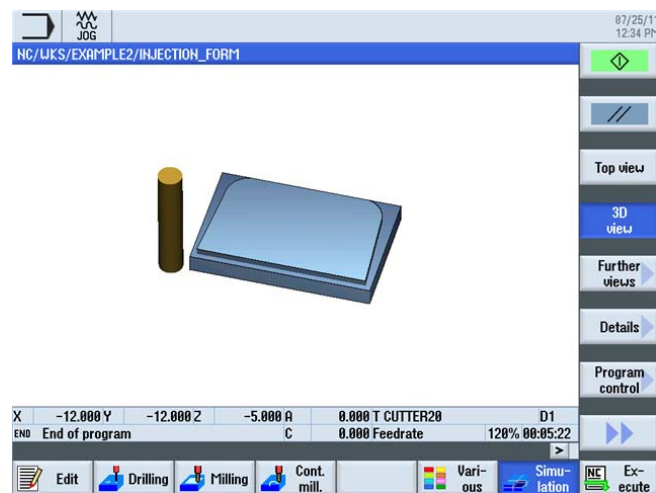 JOG
07/25/1
12:34 PM
NC/WKS/EXAMPLE2/INJECTION_FORM
Top view
3D
view
Further
views
Details
Program
control
X -12.000 Y -12.000 Z -5.000 A 0.000 T CUTTER20 D1
END End of program C 0.000 Feedrate 120% 00:05:22
>
Edit
Drilling
Milling
Cont.
mill.
Vari-
ous
Simu-
lation
NC
Ex-
ecute